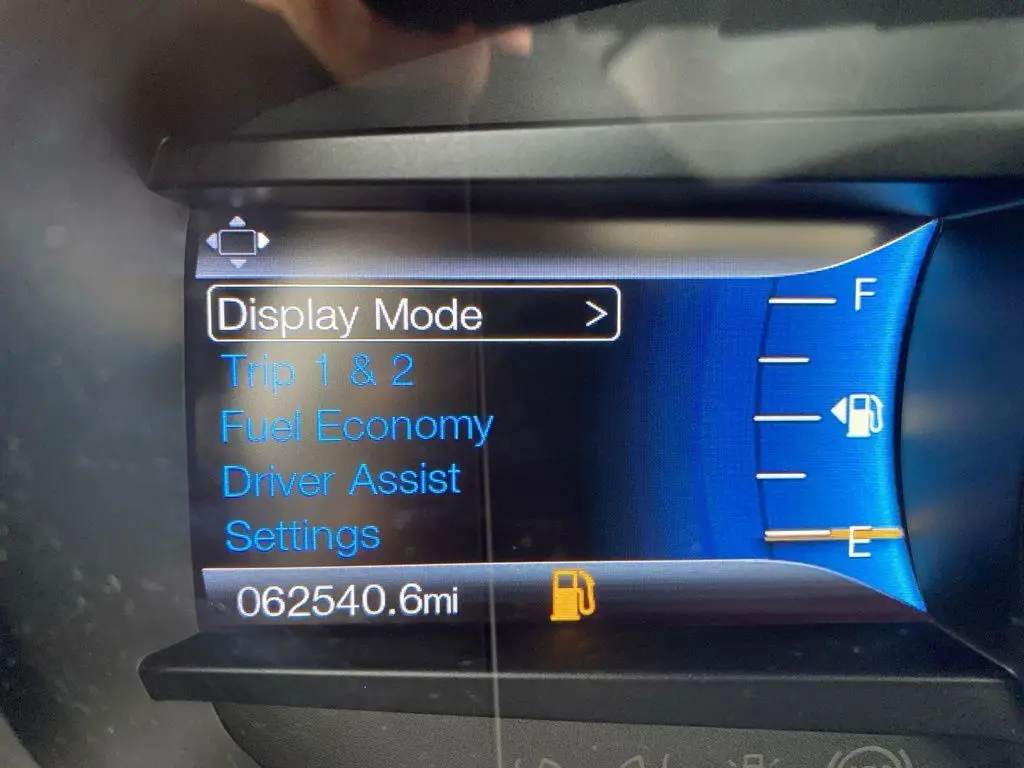 Display Mode >
F
Trip 1 & 2
Fuel Economy
Driver Assist
Settings
E
062540.6mi